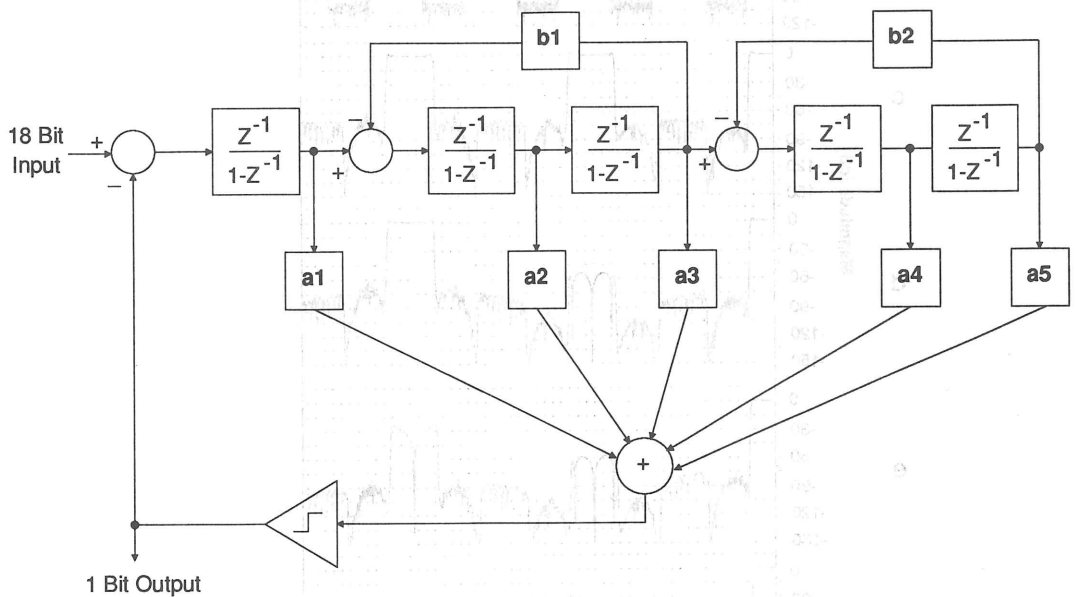 b1
b2
18 Bit
Input
+
−
Z^-1
1-Z^-1
−
+
Z^-1
1-Z^-1
Z^-1
1-Z^-1
−
+
Z^-1
1-Z^-1
Z^-1
1-Z^-1
a1
a2
a3
a4
a5
+
1 Bit Output